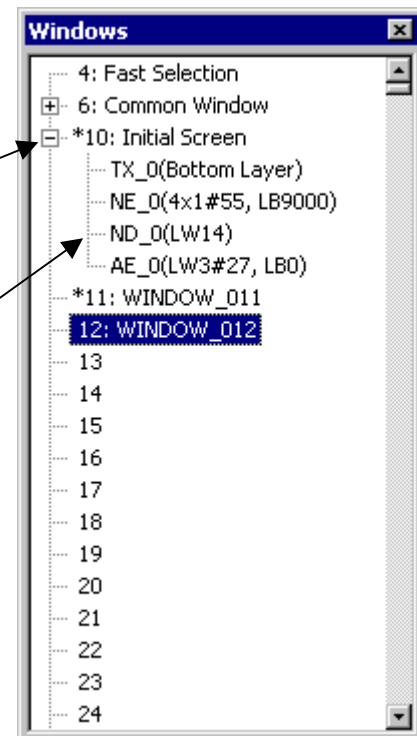 Windows
4: Fast Selection
6: Common Window
*10: Initial Screen
TX_0(Bottom Layer)
NE_0(4x1#55, LB9000)
ND_0(LW14)
AE_0(LW3#27, LB0)
*11: WINDOW_011
12: WINDOW_012
13
14
15
16
17
18
19
20
21
22
23
24